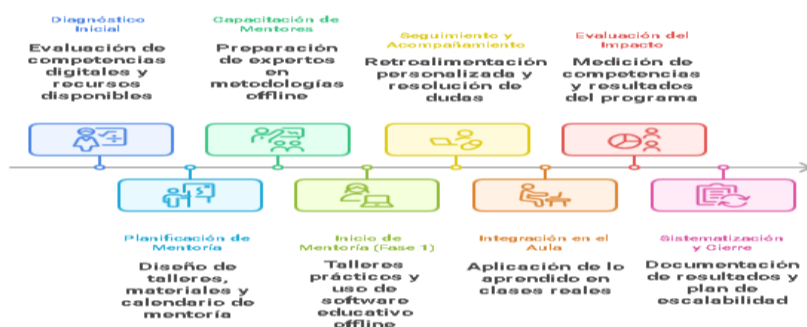 Diagnóstico
Inicial
Evaluación de
competencias
digitales y
recursos
disponibles
Capacitación de
Mentores
Preparación
de expertos
en
metodologías
offline
Seguimiento y
Acompañamiento
Retroalimentación
personalizada y
resolución de
dudas
Evaluación del
Impacto
Medición de
competencias
y resultados
del programa
Planificación de
Mentoría
Diseño de
talleres,
materiales y
calendario de
mentoría
Inicio de
Mentoría (Fase 1)
Talleres
prácticos y
uso de
software
educativo
offline
Integración en el
Aula
Aplicación de lo
aprendido en
clases reales
Sistematización
y Cierre
Documentación
de resultados y
plan de
escalabilidad